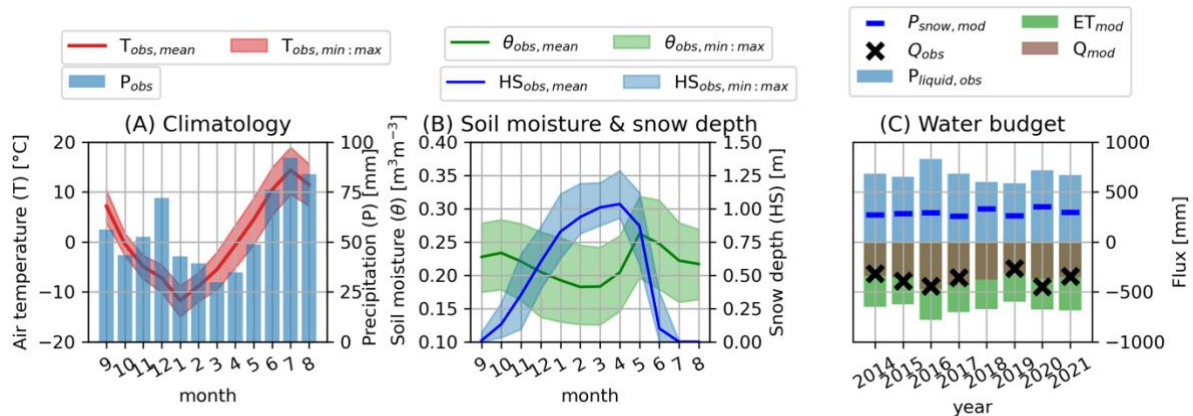 T_obs,mean T_obs,min:max
P_obs
θ_obs,mean θ_obs,min:max
HS_obs,mean HS_obs,min:max
P_snow,mod ET_mod
Q_obs Q_mod
P_liquid,obs
(A) Climatology
Air temperature (T) [°C]
20
10
0
−10
−20
100
75
50
25
0
Precipitation (P) [mm]
9 10 11 12 1 2 3 4 5 6 7 8
month
(B) Soil moisture & snow depth
Soil moisture (θ) [m³m⁻³]
0.40
0.35
0.30
0.25
0.20
0.15
0.10
1.50
1.25
1.00
0.75
0.50
0.25
0.00
Snow depth (HS) [m]
9 10 11 12 1 2 3 4 5 6 7 8
month
(C) Water budget
1000
500
0
−500
−1000
Flux [mm]
2014 2015 2016 2017 2018 2019 2020 2021
year